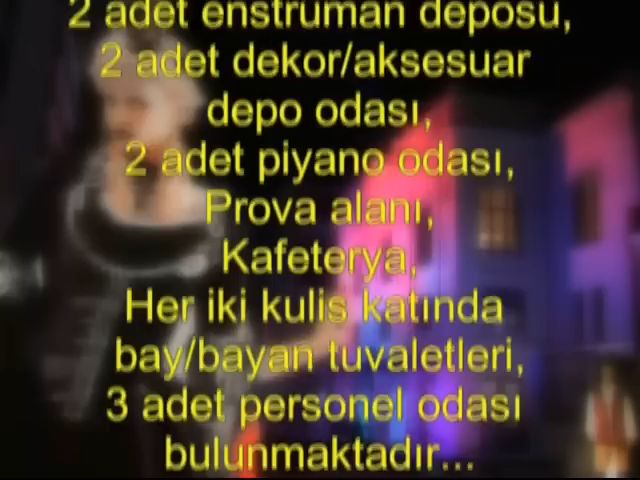 2 adet enstrüman deposu,
2 adet dekor/aksesuar
depo odası,
2 adet piyano odası,
Prova alanı,
Kafeterya,
Her iki kulis katında
bay/bayan tuvaletleri,
3 adet personel odası
bulunmaktadır...